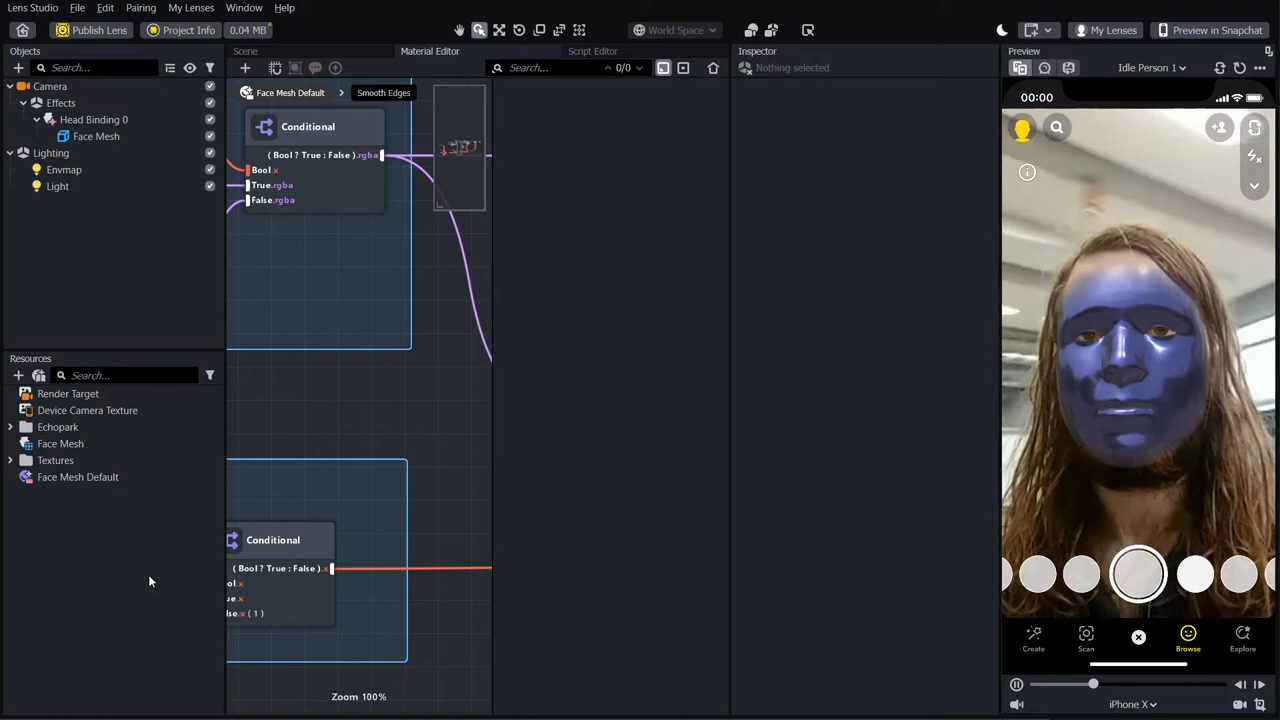 Lens Studio File Edit Pairing My Lenses Window Help
Publish Lens Project Info 0.04 MB World Space My Lenses Preview in Snapchat
Objects Scene Material Editor Script Editor Inspector Preview
Search... Search... 0/0 Nothing selected Idle Person 1
Camera
Effects
Head Binding 0
Face Mesh
Lighting
Envmap
Light
Face Mesh Default > Smooth Edges
Conditional
( Bool ? True : False ).rgba
Bool.x
True.rgba
False.rgba
Resources
Search...
Render Target
Device Camera Texture
Echopark
Face Mesh
Textures
Face Mesh Default
Conditional
( Bool ? True : False ).x
ol.x
ue.x
lse.x ( 1 )
Zoom 100%
00:00
Create Scan Browse Explore
iPhone X